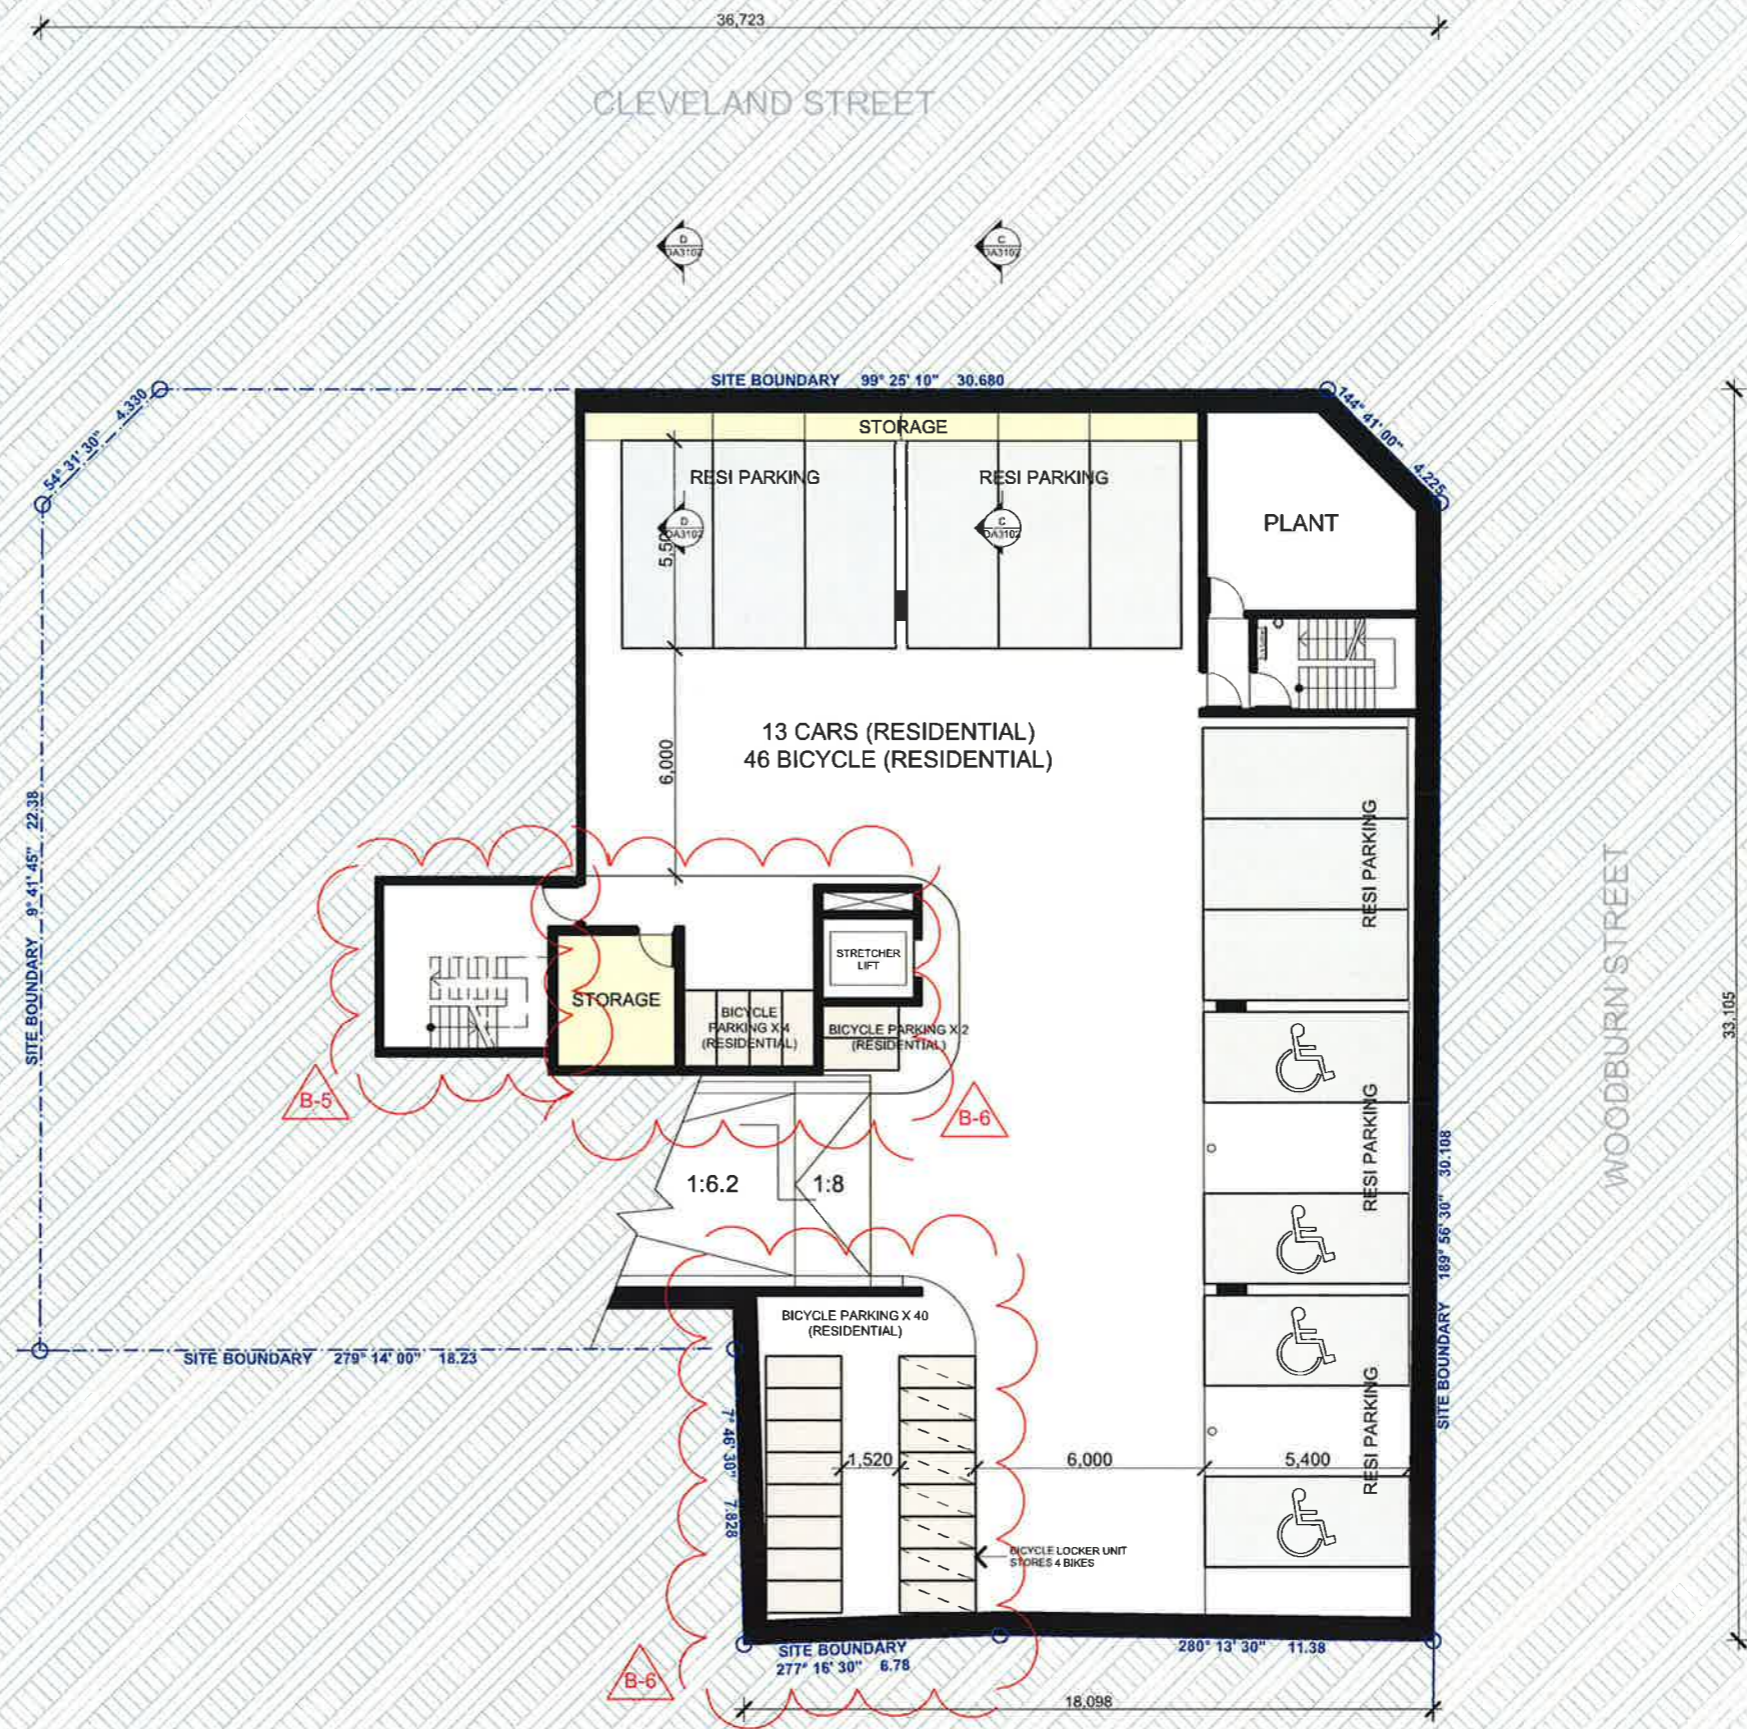 36,723
CLEVELAND STREET
D
DA3102
C
DA3102
SITE BOUNDARY 99° 25' 10" 30.680
54° 31' 30" 4.330
144° 41' 00" 4.225
STORAGE
RESI PARKING
RESI PARKING
D
DA3102
C
DA3102
PLANT
13 CARS (RESIDENTIAL)
46 BICYCLE (RESIDENTIAL)
6,000
RESI PARKING
SITE BOUNDARY 9° 41' 45" 22.38
WOODBURN STREET
33,105
STRETCHER
LIFT
STORAGE
BICYCLE
PARKING X 4
(RESIDENTIAL)
BICYCLE PARKING X 2
(RESIDENTIAL)
B-5
B-6
RESI PARKING
1:6.2
1:8
SITE BOUNDARY 189° 56' 30" 30.108
BICYCLE PARKING X 40
(RESIDENTIAL)
SITE BOUNDARY 279° 14' 00" 18.23
7° 46' 30" 7.828
RESI PARKING
1,520
6,000
5,400
BICYCLE LOCKER UNIT
STORES 4 BIKES
SITE BOUNDARY
277° 16' 30" 6.78
280° 13' 30" 11.38
B-6
18,098